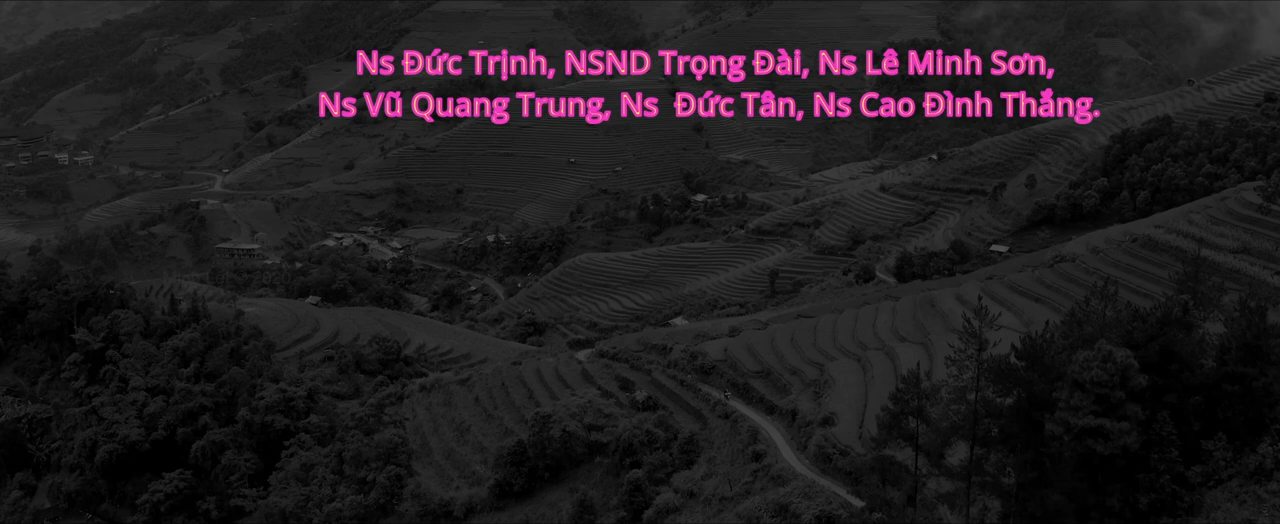 Ns Đức Trịnh, NSND Trọng Đài, Ns Lê Minh Sơn,
Ns Vũ Quang Trung, Ns Đức Tân, Ns Cao Đình Thắng.